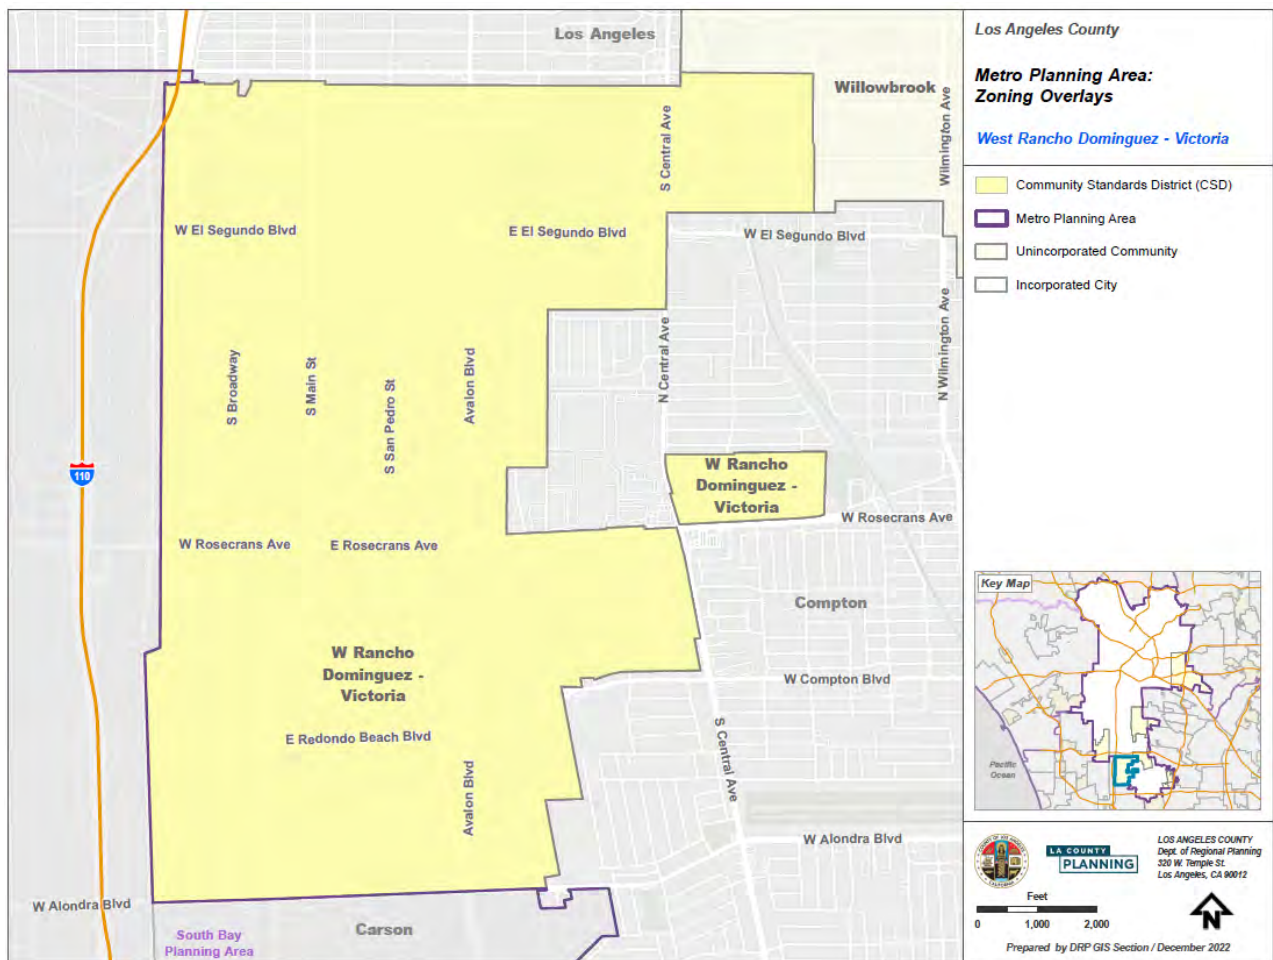 Los Angeles
Willowbrook
S Central Ave
Wilmington Ave
W El Segundo Blvd
E El Segundo Blvd
W El Segundo Blvd
S Broadway
S Main St
S San Pedro St
Avalon Blvd
N Central Ave
N Wilmington Ave
110
W Rancho
Dominguez -
Victoria
W Rosecrans Ave
W Rosecrans Ave
E Rosecrans Ave
Compton
W Rancho
Dominguez -
Victoria
W Compton Blvd
E Redondo Beach Blvd
S Central Ave
Avalon Blvd
W Alondra Blvd
W Alondra Blvd
South Bay
Planning Area
Carson
Los Angeles County
Metro Planning Area:
Zoning Overlays
West Rancho Dominguez - Victoria
Community Standards District (CSD)
Metro Planning Area
Unincorporated Community
Incorporated City
Key Map
Pacific
Ocean
LA COUNTY
PLANNING
LOS ANGELES COUNTY
Dept. of Regional Planning
320 W. Temple St.
Los Angeles, CA 90012
Feet
0 1,000 2,000
N
Prepared by DRP GIS Section / December 2022